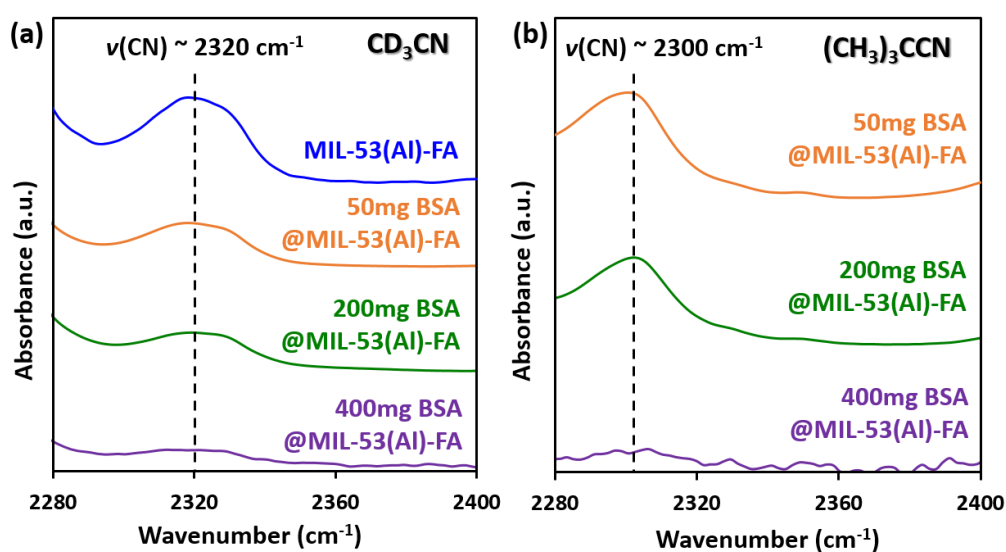 (a)
ν(CN) ~ 2320 cm⁻¹
CD₃CN
MIL-53(Al)-FA
50mg BSA
@MIL-53(Al)-FA
200mg BSA
@MIL-53(Al)-FA
400mg BSA
@MIL-53(Al)-FA
Absorbance (a.u.)
2280
2320
2360
2400
Wavenumber (cm⁻¹)
(b)
ν(CN) ~ 2300 cm⁻¹
(CH₃)₃CCN
50mg BSA
@MIL-53(Al)-FA
200mg BSA
@MIL-53(Al)-FA
400mg BSA
@MIL-53(Al)-FA
Absorbance (a.u.)
2280
2320
2360
2400
Wavenumber (cm⁻¹)